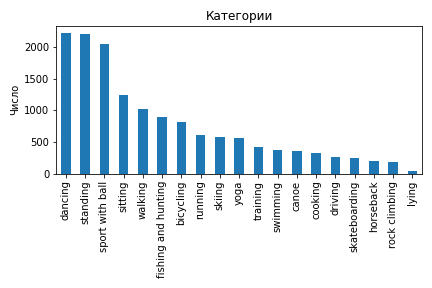 Категории
Число
2000
1500
1000
500
0
dancing
standing
sport with ball
sitting
walking
fishing and hunting
bicycling
running
skiing
yoga
training
swimming
canoe
cooking
driving
skateboarding
horseback
rock climbing
lying